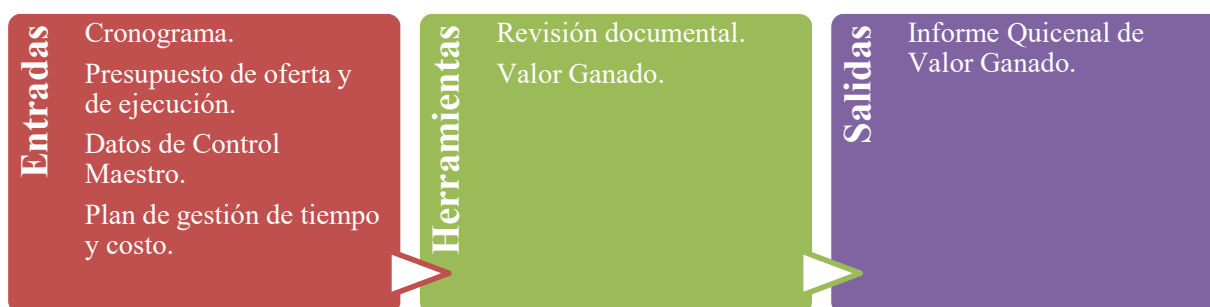 Entradas
Cronograma.
Presupuesto de oferta y
de ejecución.
Datos de Control
Maestro.
Plan de gestión de tiempo
y costo.
Herramientas
Revisión documental.
Valor Ganado.
Salidas
Informe Quicenal de
Valor Ganado.